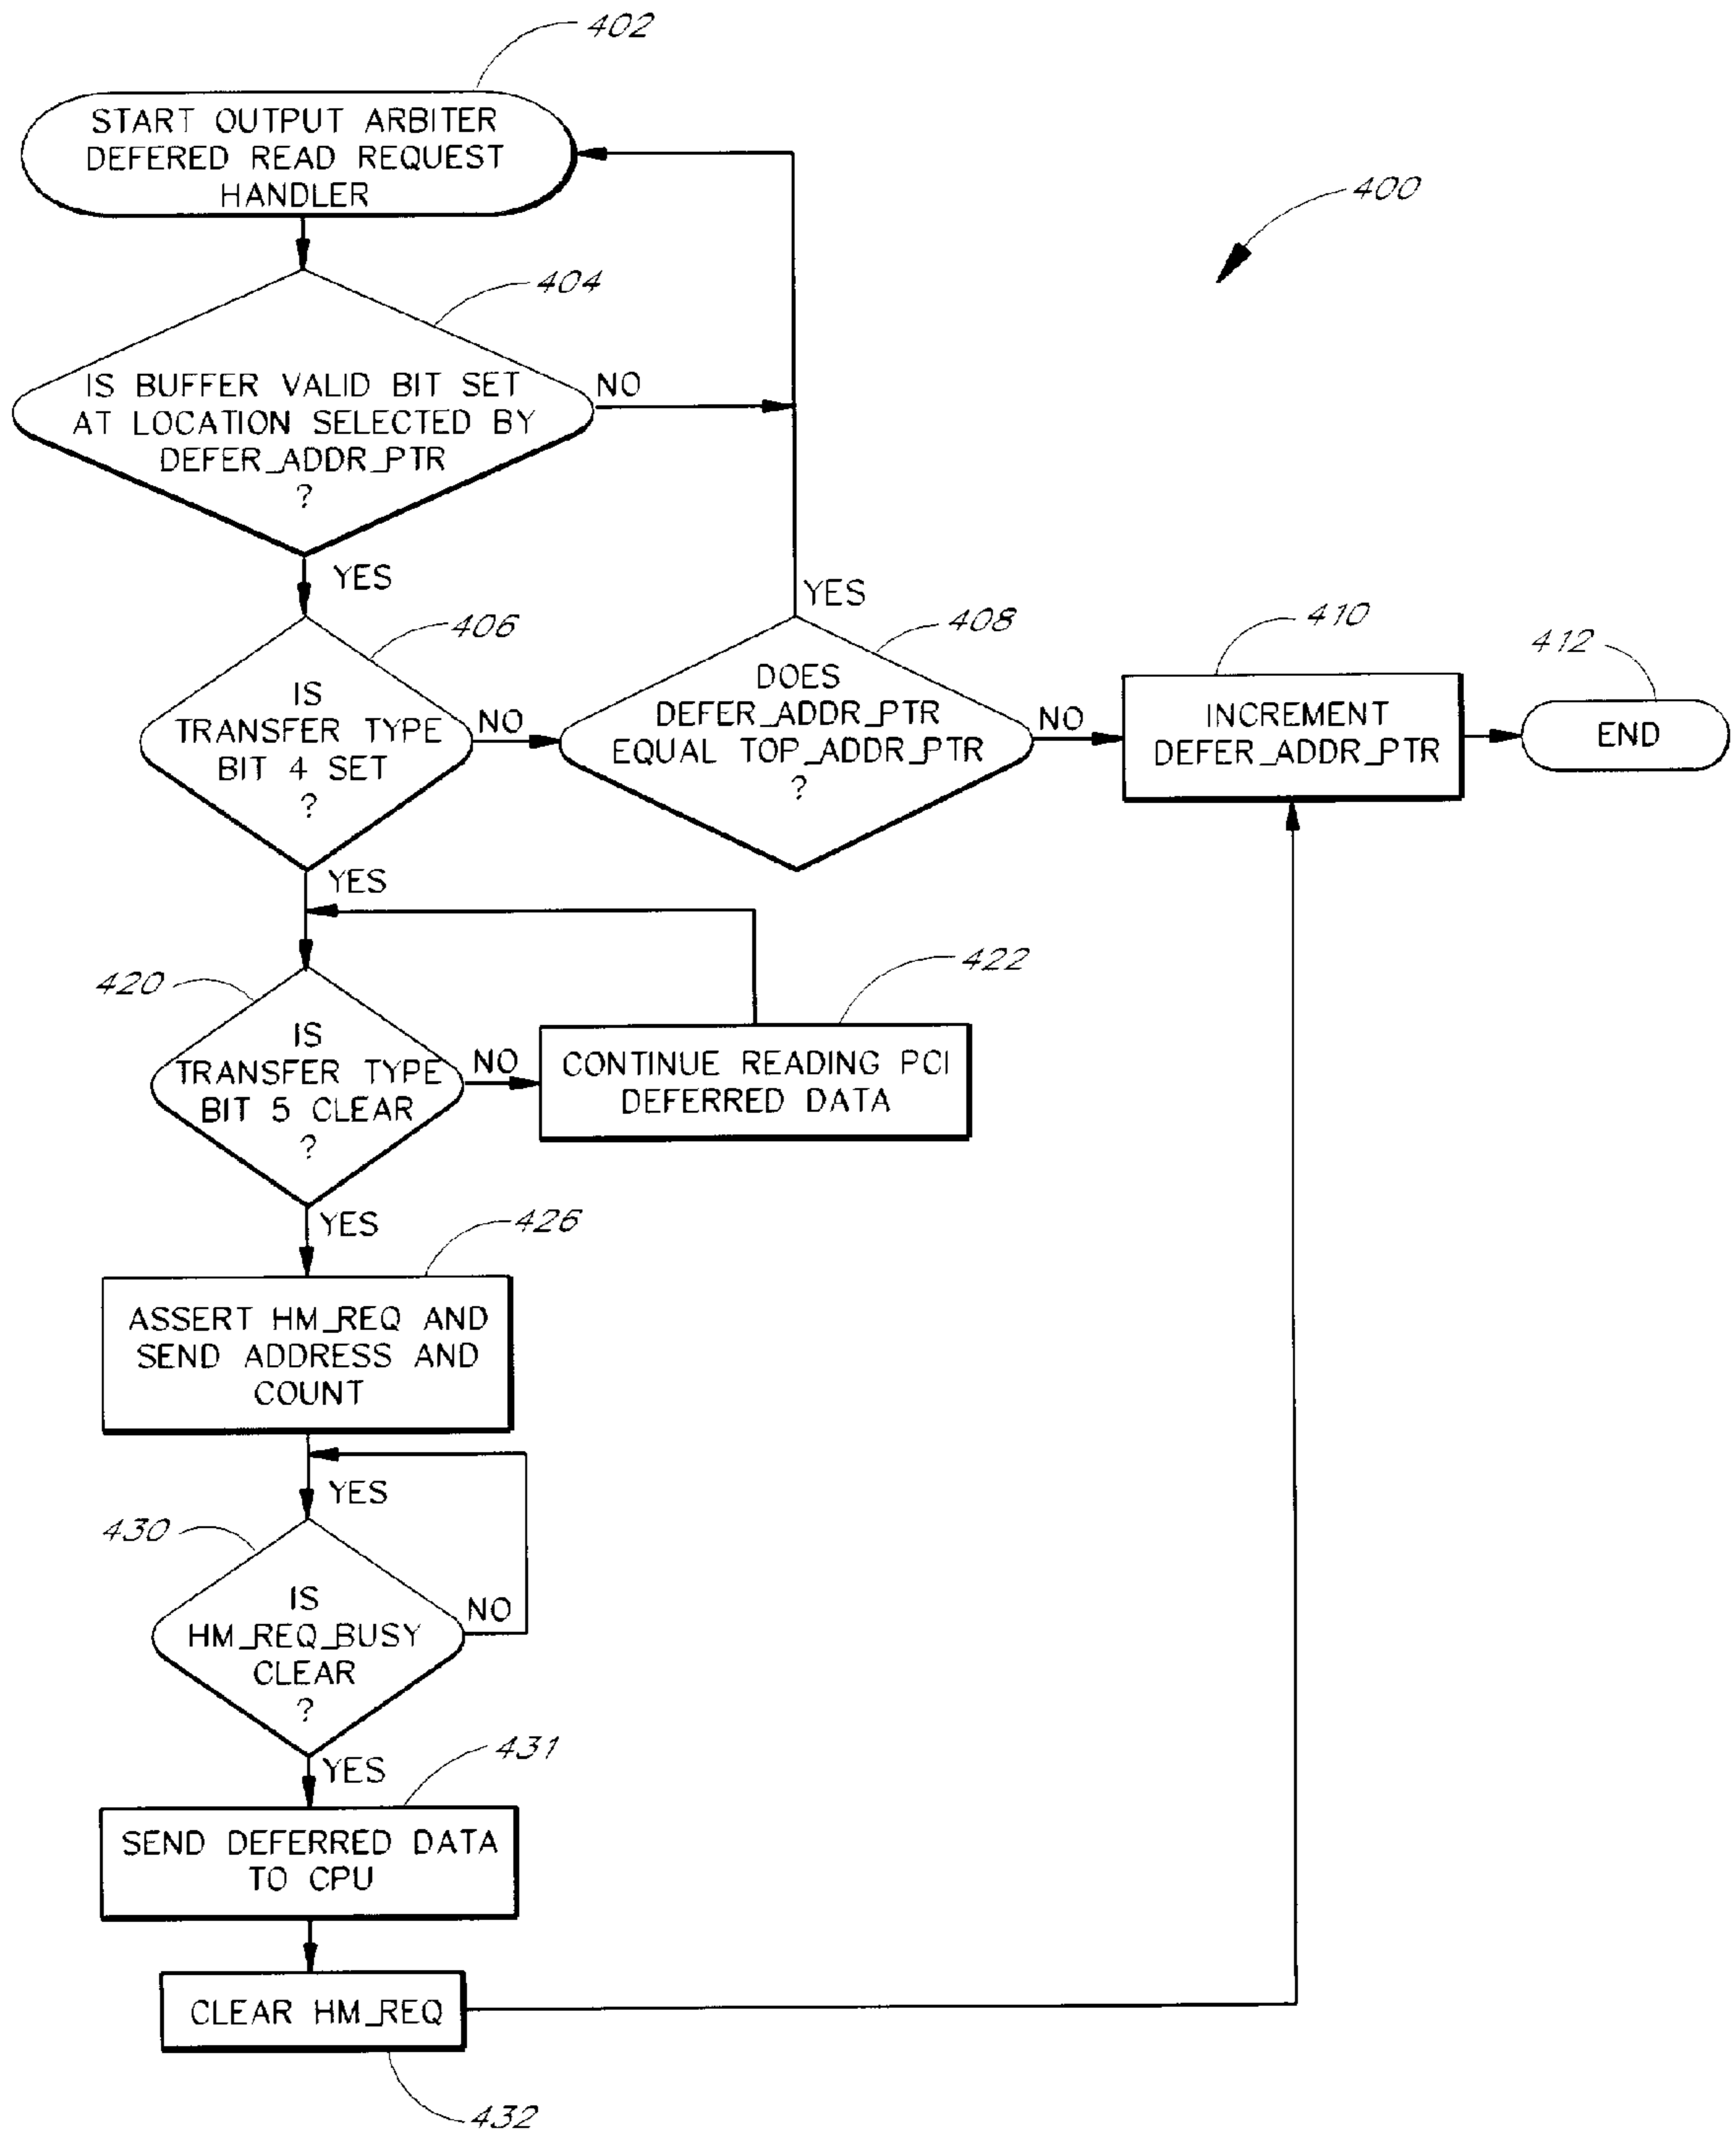 402
START OUTPUT ARBITER
DEFERED READ REQUEST
HANDLER
400
404
IS BUFFER VALID BIT SET
AT LOCATION SELECTED BY
DEFER_ADDR_PTR
?
NO
YES
YES
406
IS
TRANSFER TYPE
BIT 4 SET
?
NO
408
DOES
DEFER_ADDR_PTR
EQUAL TOP_ADDR_PTR
?
NO
410
INCREMENT
DEFER_ADDR_PTR
412
END
YES
420
IS
TRANSFER TYPE
BIT 5 CLEAR
?
NO
422
CONTINUE READING PCI
DEFERRED DATA
YES
426
ASSERT HM_REQ AND
SEND ADDRESS AND
COUNT
YES
430
IS
HM_REQ_BUSY
CLEAR
?
NO
YES
431
SEND DEFERRED DATA
TO CPU
CLEAR HM_REQ
432